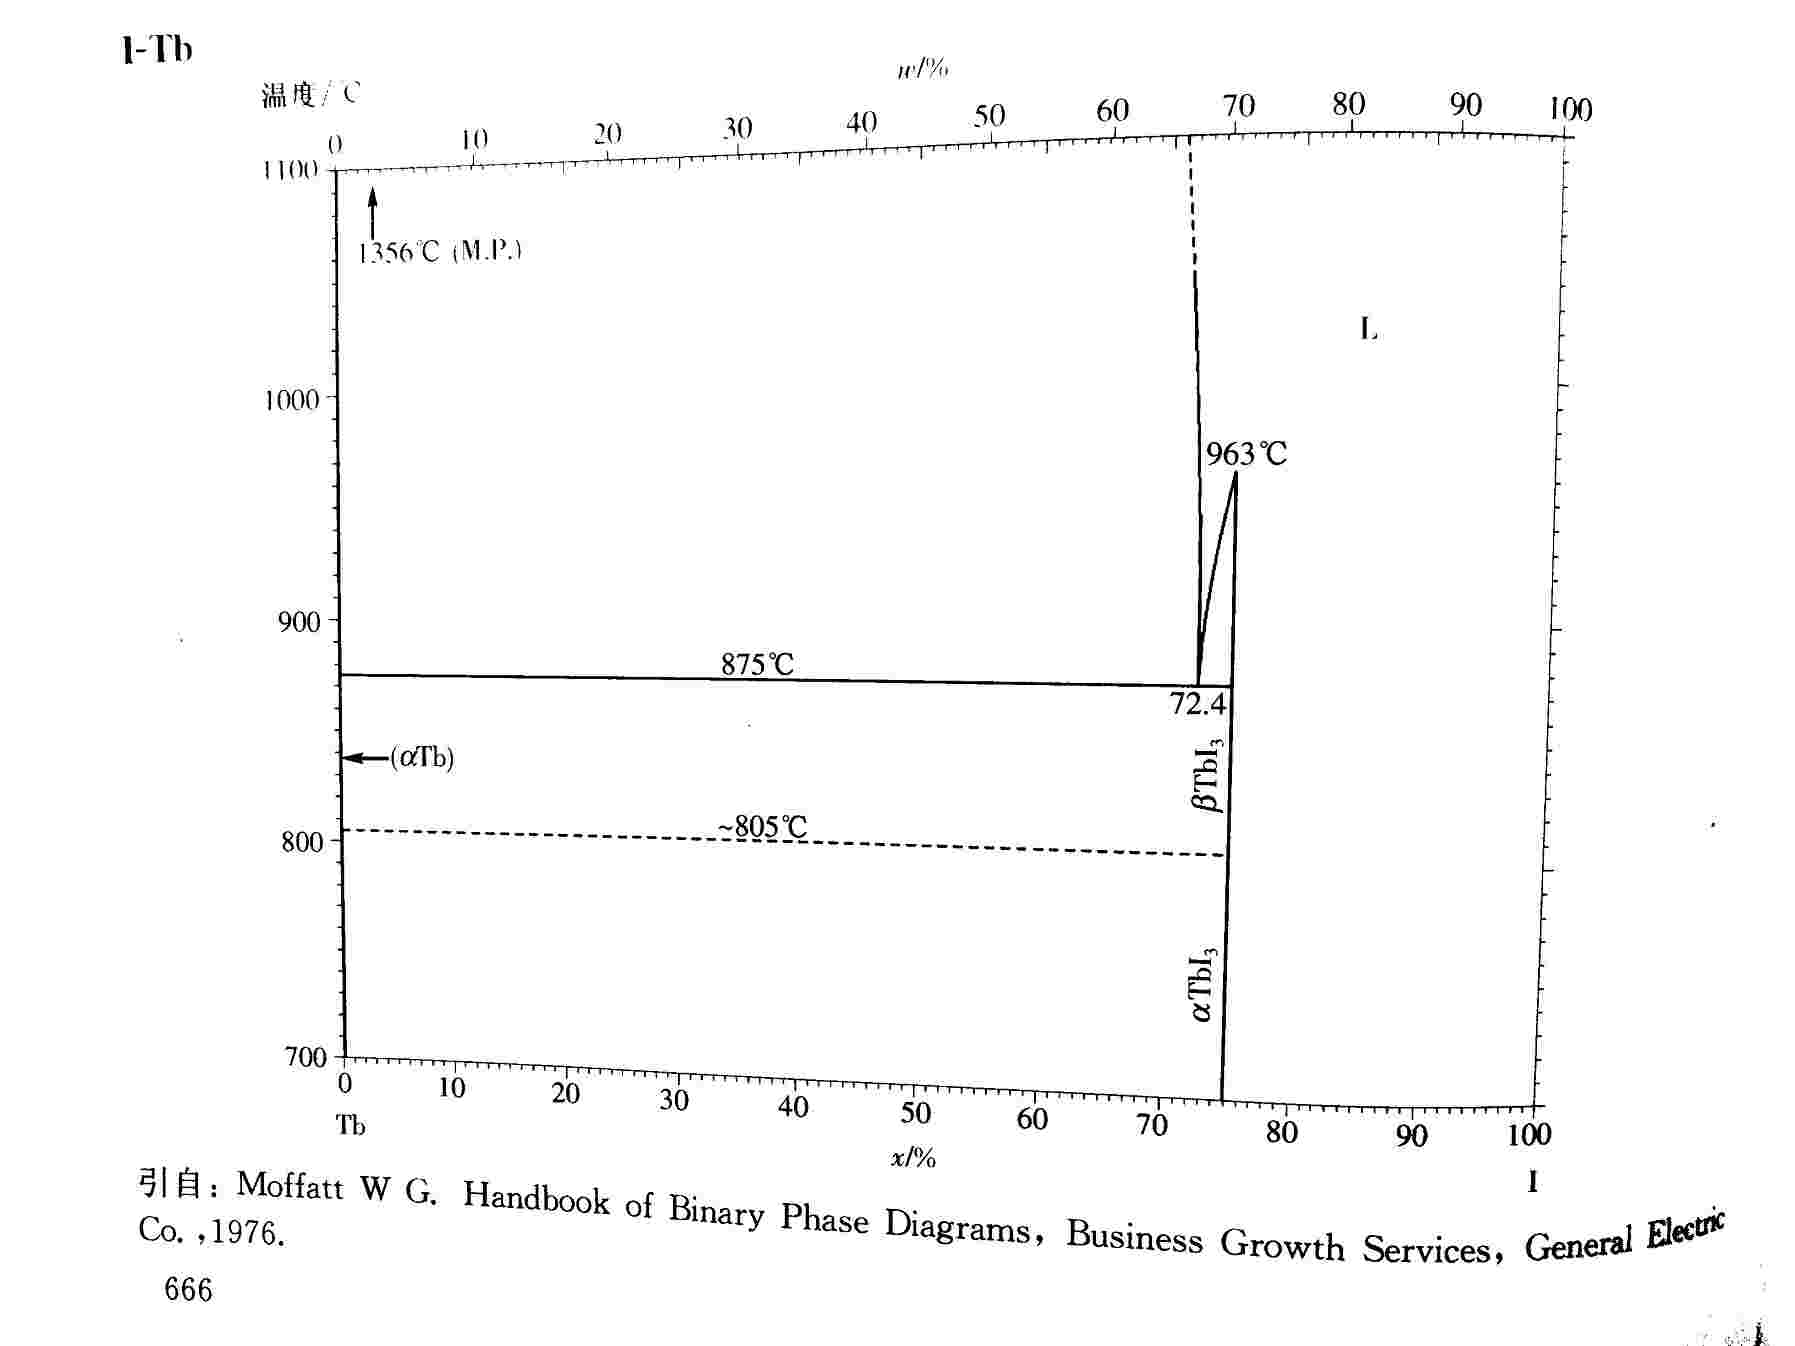 I-Tb
w/%
温度/℃
0 10 20 30 40 50 60 70 80 90 100
1100
1356℃ (M.P.)
L
1000
963℃
900
875℃
72.4
βTbI₃
(αTb)
~805℃
800
αTbI₃
700
0 10 20 30 40 50 60 70 80 90 100
Tb
x/%
I
引自: Moffatt W G. Handbook of Binary Phase Diagrams, Business Growth Services, General Electric
Co.,1976.
666